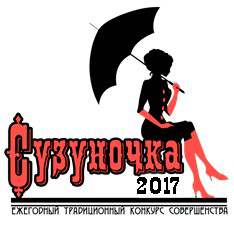 Сузуночка
2017
ЕЖЕГОДНЫЙ ТРАДИЦИОННЫЙ КОНКУРС СОВЕРШЕНСТВА